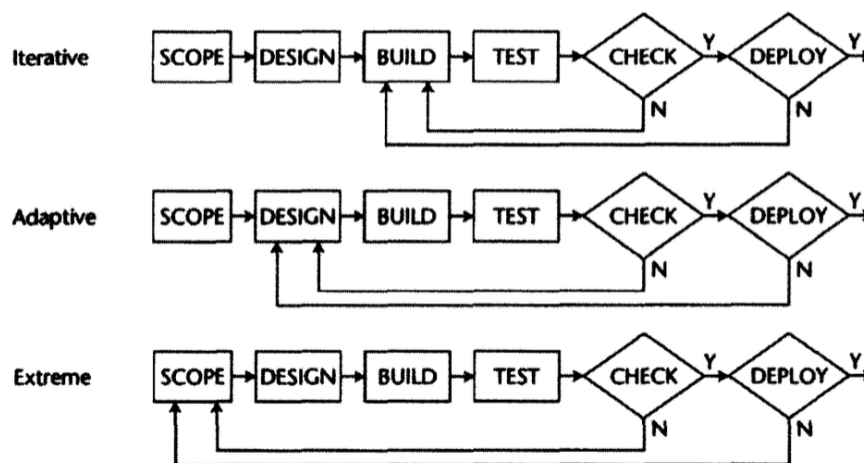 Iterative SCOPE DESIGN BUILD TEST CHECK Y DEPLOY Y
N N
Adaptive SCOPE DESIGN BUILD TEST CHECK Y DEPLOY Y
N N
Extreme SCOPE DESIGN BUILD TEST CHECK Y DEPLOY Y
N N